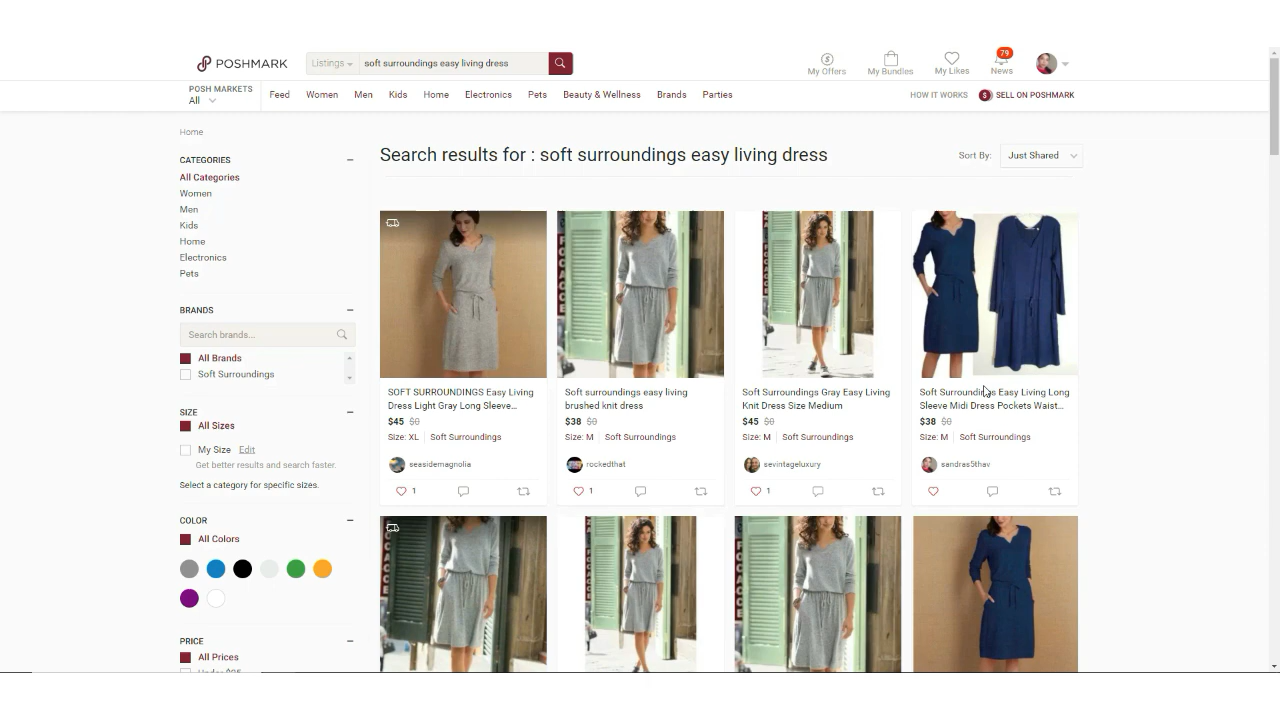 POSHMARK
Listings
soft surroundings easy living dress
My Offers
My Bundles
My Likes
79
News
POSH MARKETS
All
Feed
Women
Men
Kids
Home
Electronics
Pets
Beauty & Wellness
Brands
Parties
HOW IT WORKS
SELL ON POSHMARK
Home
CATEGORIES
All Categories
Women
Men
Kids
Home
Electronics
Pets
BRANDS
Search brands...
All Brands
Soft Surroundings
SIZE
All Sizes
My Size Edit
Get better results and search faster.
Select a category for specific sizes.
COLOR
All Colors
PRICE
All Prices
Search results for : soft surroundings easy living dress
Sort By: Just Shared
SOFT SURROUNDINGS Easy Living
Dress Light Gray Long Sleeve...
$45 $0
Size: XL Soft Surroundings
seasidemagnolia
1
Soft surroundings easy living
brushed knit dress
$38 $0
Size: M Soft Surroundings
rockedthat
1
Soft Surroundings Gray Easy Living
Knit Dress Size Medium
$45 $0
Size: M Soft Surroundings
sevintageluxury
1
Soft Surroundings Easy Living Long
Sleeve Midi Dress Pockets Waist...
$38 $0
Size: M Soft Surroundings
sandras5thav